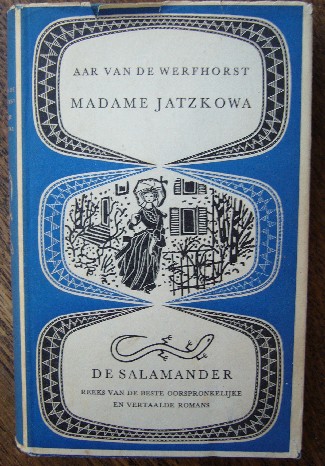 AAR VAN DE WERFHORST
MADAME JATZKOWA
DE SALAMANDER
REEKS VAN DE BESTE OORSPRONKELIJKE
EN VERTAALDE ROMANS